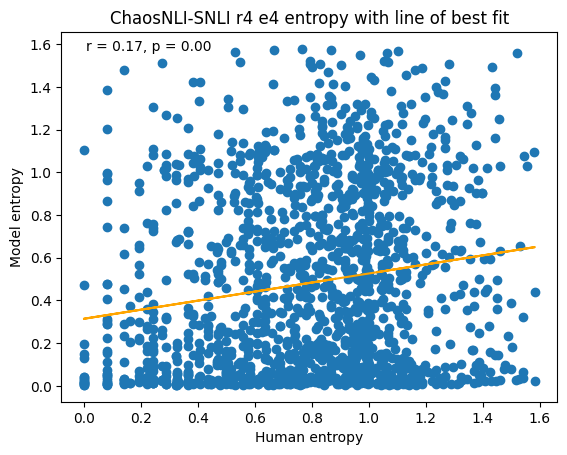 ChaosNLI-SNLI r4 e4 entropy with line of best fit
r = 0.17, p = 0.00
Model entropy
1.6
1.4
1.2
1.0
0.8
0.6
0.4
0.2
0.0
0.0 0.2 0.4 0.6 0.8 1.0 1.2 1.4 1.6
Human entropy